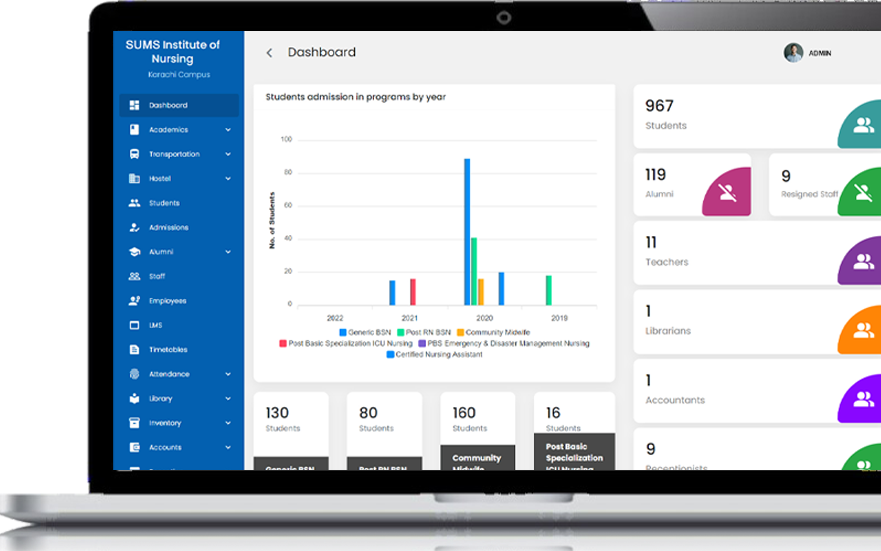 SUMS Institute of
Nursing
Karachi Campus
Dashboard
Academics
Transportation
Hostel
Students
Admissions
Alumni
Staff
Employees
LMS
Timetables
Attendance
Library
Inventory
Accounts
Dashboard
ADMIN
Students admission in programs by year
No. of Students
100
80
60
40
20
0
2022
2021
2020
2019
Generic BSN
Post RN BSN
Community Midwife
Post Basic Specialization ICU Nursing
PBS Emergency & Disaster Management Nursing
Certified Nursing Assistant
130
Students
Generic BSN
80
Students
Post RN BSN
160
Students
Community
Midwife
16
Students
Post Basic
Specialization
ICU Nursing
967
Students
119
Alumni
9
Resigned Staff
11
Teachers
1
Librarians
1
Accountants
9
Receptionists